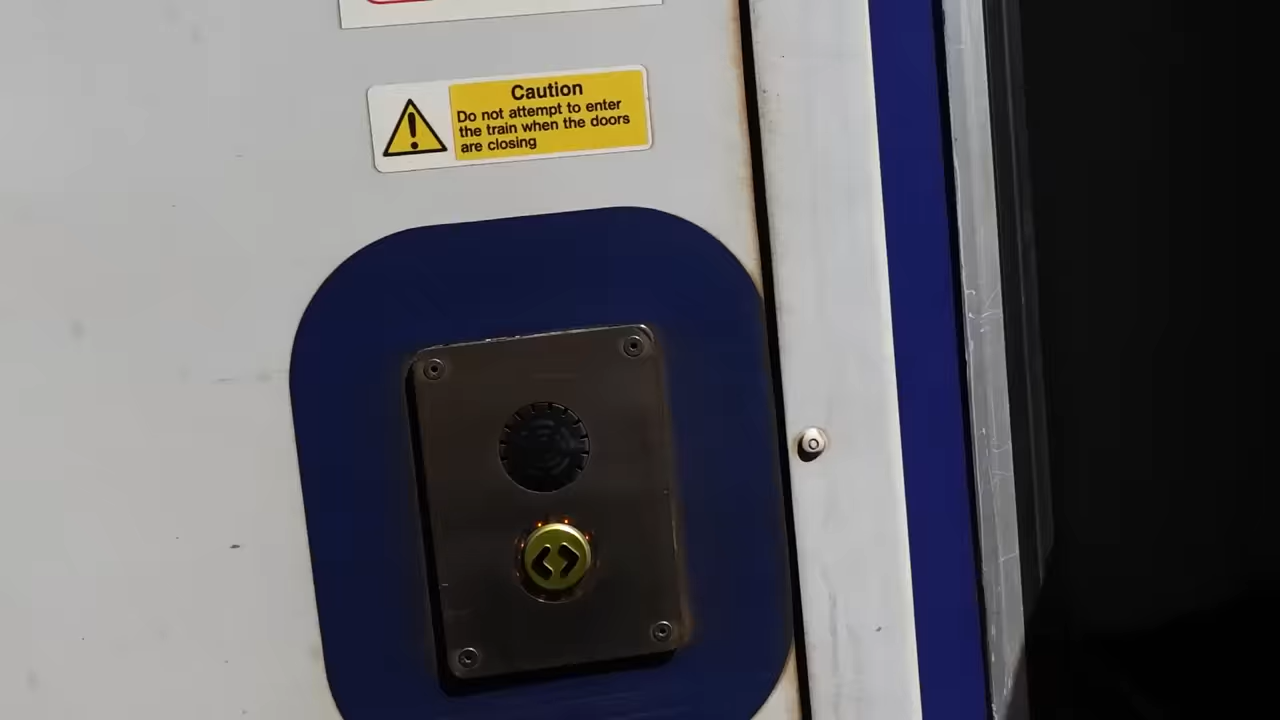 Caution
Do not attempt to enter
the train when the doors
are closing